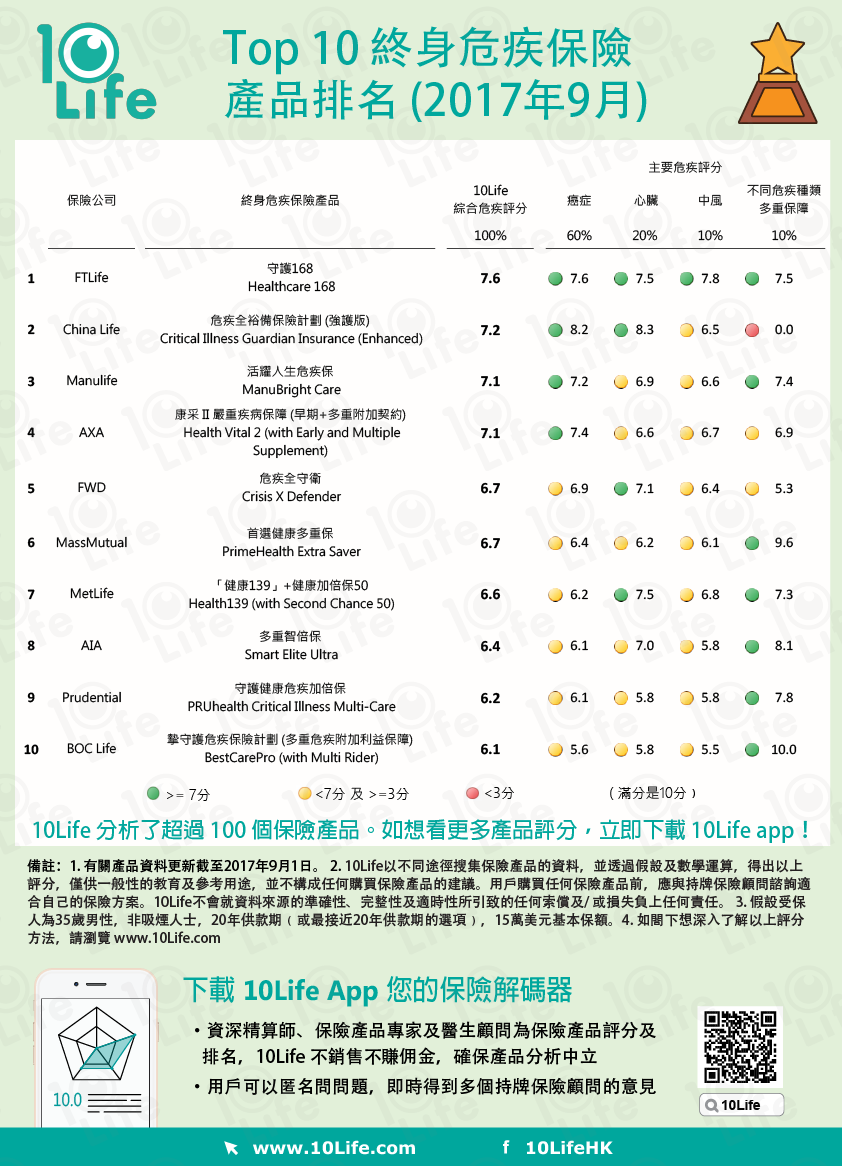 10Life
Top 10 終身危疾保險
產品排名 (2017年9月)
主要危疾評分
保險公司 終身危疾保險產品 10Life 綜合危疾評分 癌症 心臟 中風 不同危疾種類 多重保障
100% 60% 20% 10% 10%
1 FTLife 守護168 Healthcare 168 7.6 7.6 7.5 7.8 7.5
2 China Life 危疾全裕備保險計劃 (強護版) Critical Illness Guardian Insurance (Enhanced) 7.2 8.2 8.3 6.5 0.0
3 Manulife 活耀人生危疾保 ManuBright Care 7.1 7.2 6.9 6.6 7.4
4 AXA 康采 II 嚴重疾病保障 (早期+多重附加契約) Health Vital 2 (with Early and Multiple Supplement) 7.1 7.4 6.6 6.7 6.9
5 FWD 危疾全守衛 Crisis X Defender 6.7 6.9 7.1 6.4 5.3
6 MassMutual 首選健康多重保 PrimeHealth Extra Saver 6.7 6.4 6.2 6.1 9.6
7 MetLife 「健康139」+健康加倍保50 Health139 (with Second Chance 50) 6.6 6.2 7.5 6.8 7.3
8 AIA 多重智倍保 Smart Elite Ultra 6.4 6.1 7.0 5.8 8.1
9 Prudential 守護健康危疾加倍保 PRUhealth Critical Illness Multi-Care 6.2 6.1 5.8 5.8 7.8
10 BOC Life 摯守護危疾保險計劃 (多重危疾附加利益保障) BestCarePro (with Multi Rider) 6.1 5.6 5.8 5.5 10.0
>= 7分 <7分 及 >=3分 <3分 (滿分是10分)
10Life 分析了超過 100 個保險產品。如想看更多產品評分，立即下載 10Life app！
備註：1. 有關產品資料更新截至2017年9月1日。 2. 10Life以不同途徑搜集保險產品的資料，並透過假設及數學運算，得出以上
評分，僅供一般性的教育及參考用途，並不構成任何購買保險產品的建議。用戶購買任何保險產品前，應與持牌保險顧問諮詢適
合自己的保險方案。10Life不會就資料來源的準確性、完整性及適時性所引致的任何索償及/或損失負上任何責任。 3. 假設受保
人為35歲男性，非吸煙人士，20年供款期﹙或最接近20年供款期的選項﹚，15萬美元基本保額。4. 如閣下想深入了解以上評分
方法，請瀏覽 www.10Life.com
下載 10Life App 您的保險解碼器
・資深精算師、保險產品專家及醫生顧問為保險產品評分及
排名，10Life 不銷售不賺佣金，確保產品分析中立
・用戶可以匿名問問題，即時得到多個持牌保險顧問的意見
10.0
10Life
www.10Life.com f 10LifeHK